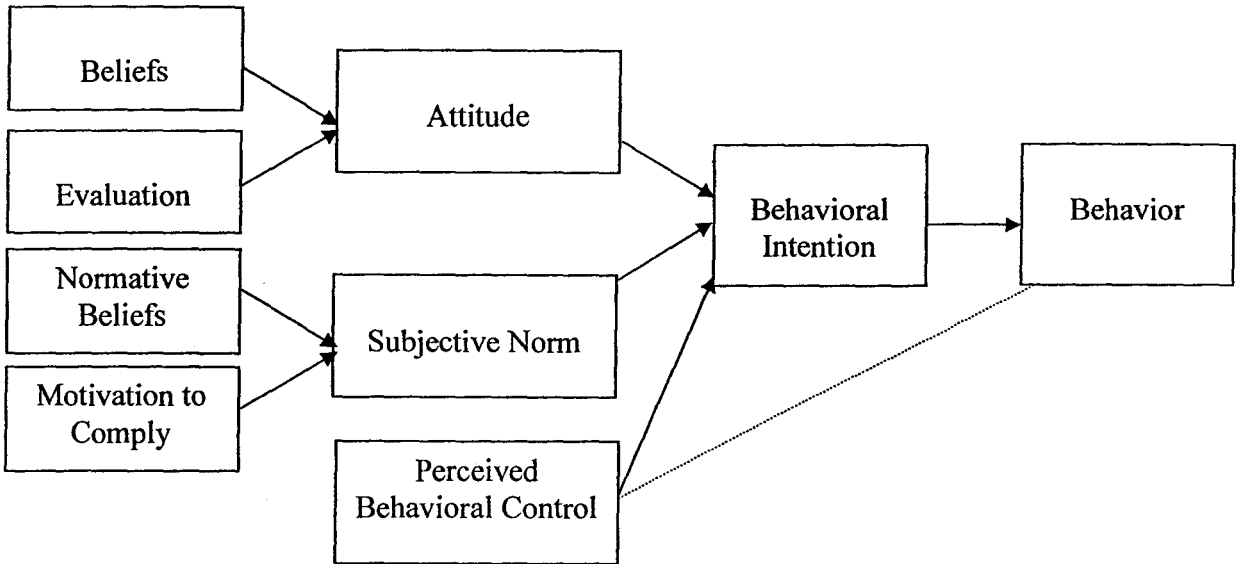 Beliefs
Evaluation
Normative
Beliefs
Motivation to
Comply
Attitude
Subjective Norm
Perceived
Behavioral Control
Behavioral
Intention
Behavior